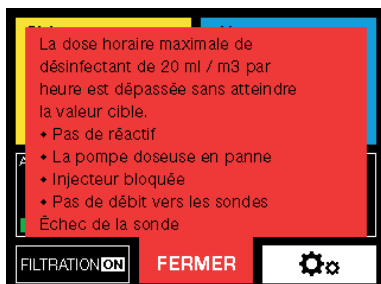 La dose horaire maximale de
désinfectant de 20 ml / m3 par
heure est dépassée sans atteindre
la valeur cible.
• Pas de réactif
• La pompe doseuse en panne
• Injecteur bloquée
• Pas de débit vers les sondes
Échec de la sonde
FILTRATION ON FERMER